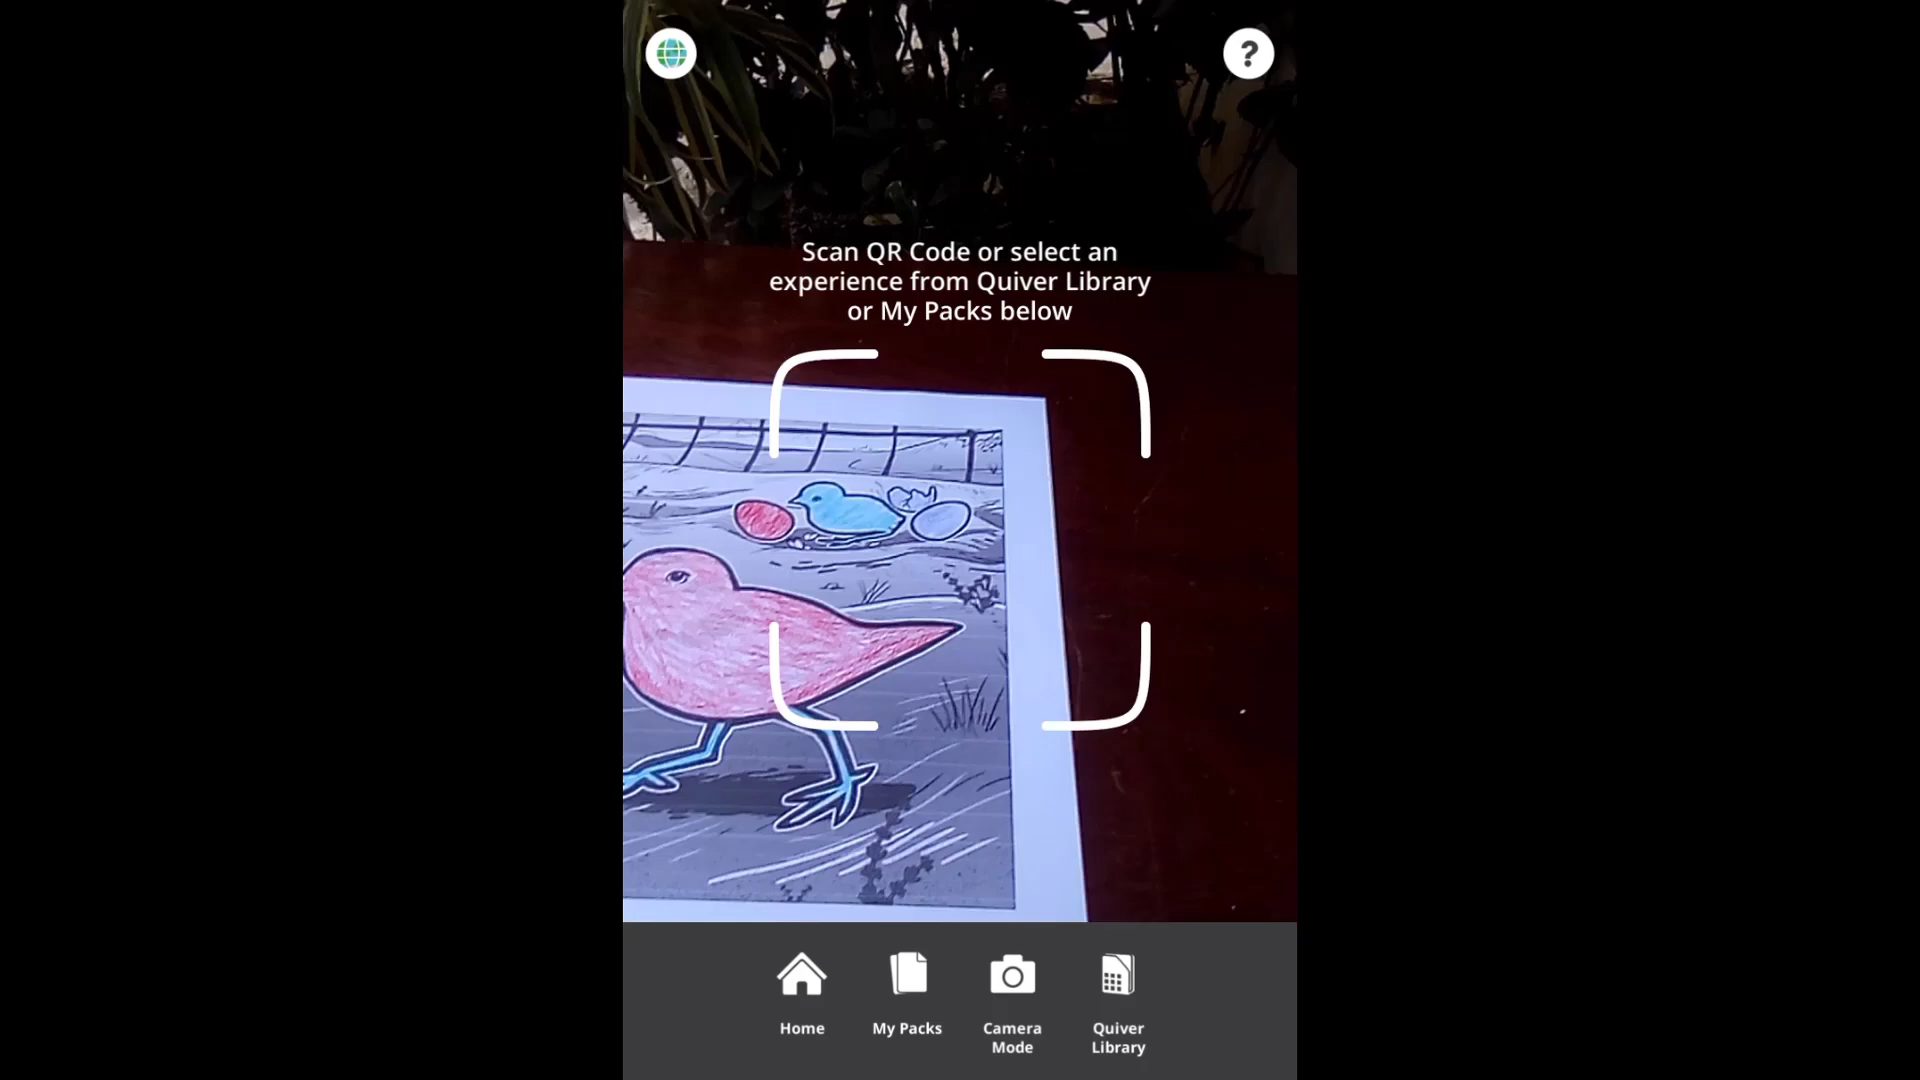 ?
Scan QR Code or select an
experience from Quiver Library
or My Packs below
Home
My Packs
Camera
Mode
Quiver
Library